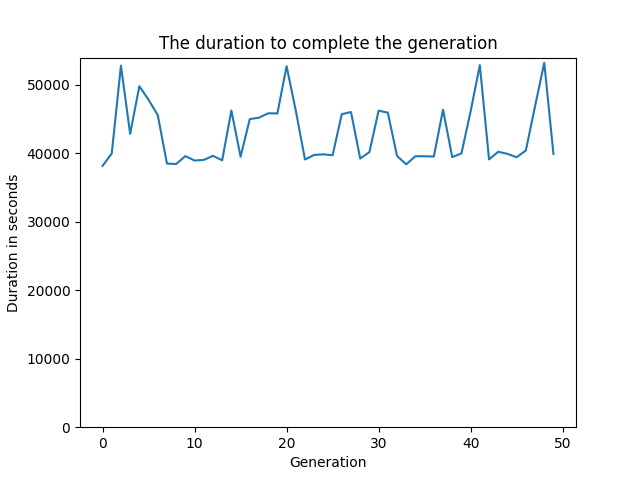 The duration to complete the generation
50000
40000
30000
20000
10000
0
Duration in seconds
0 10 20 30 40 50
Generation